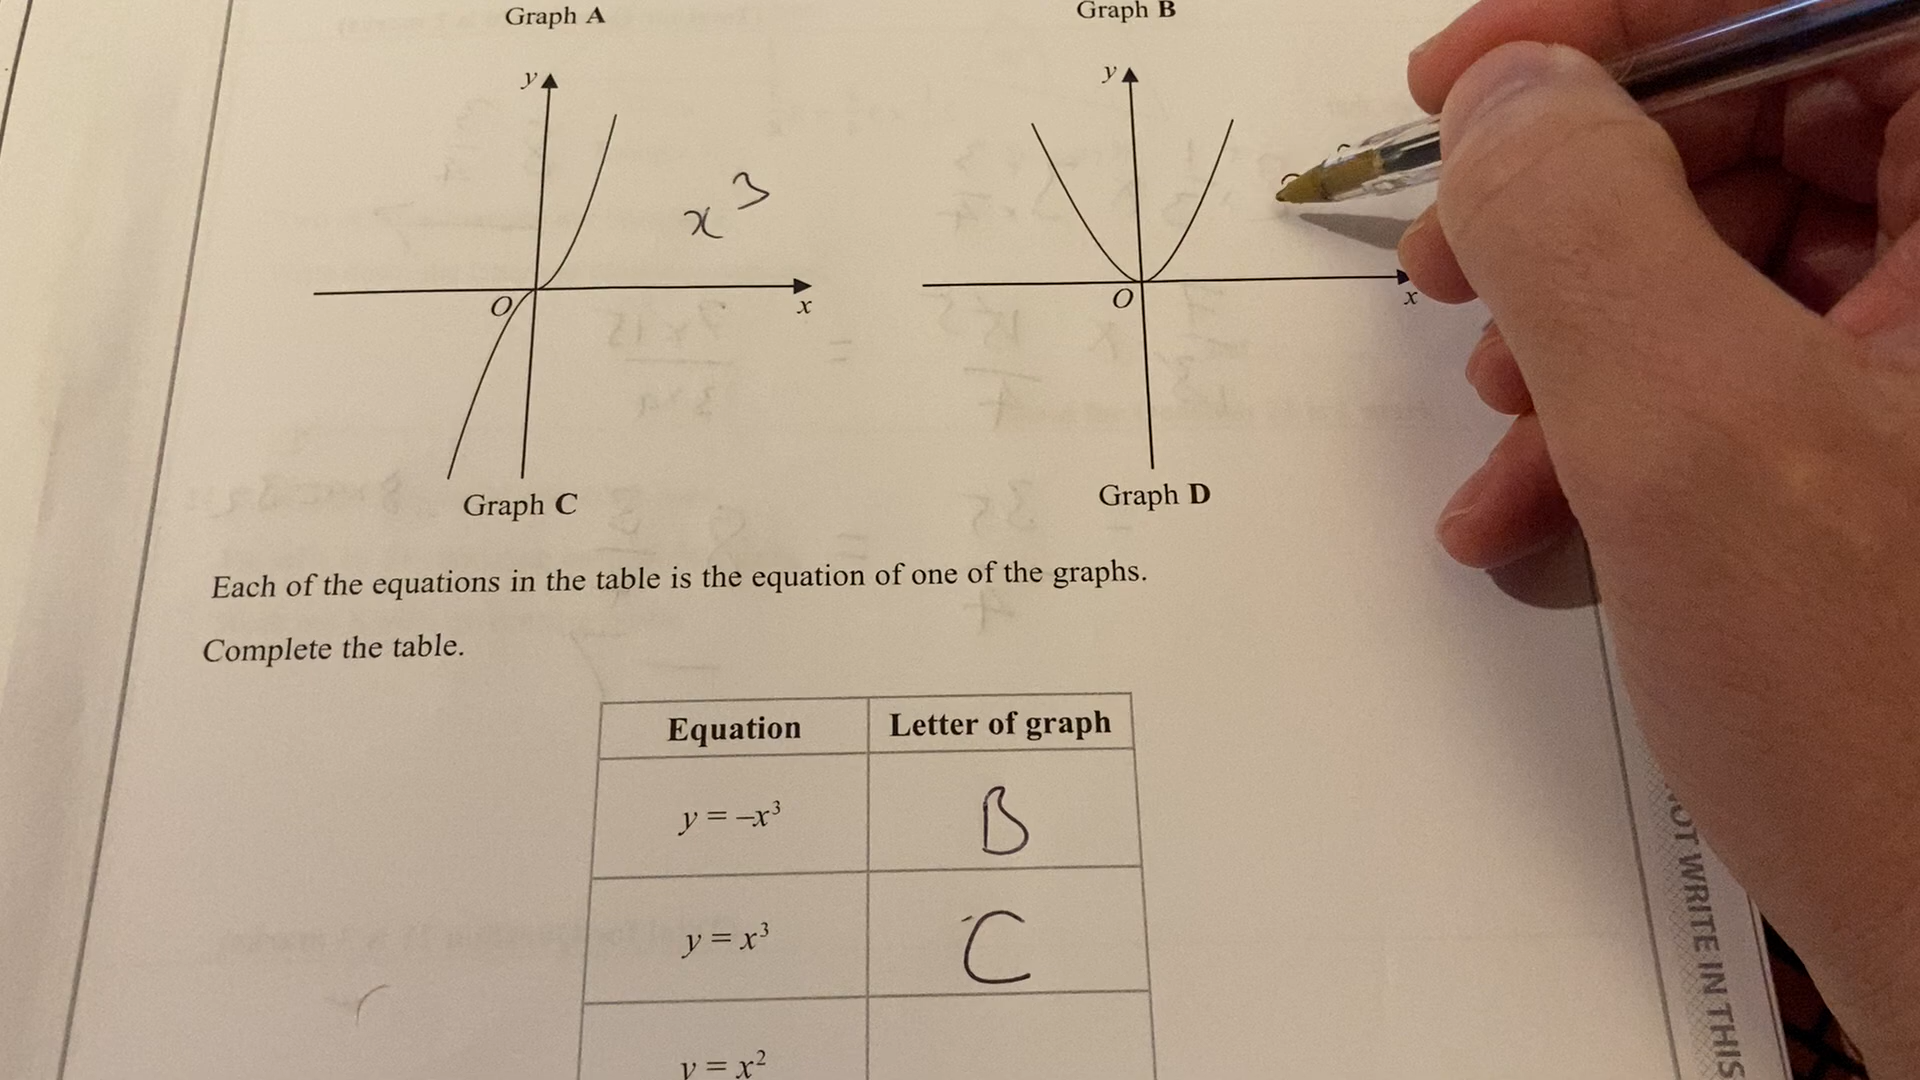 Graph A
Graph B
y
y
x³
O
x
O
x
Graph C
Graph D
Each of the equations in the table is the equation of one of the graphs.
Complete the table.
Equation Letter of graph
y = –x³ B
y = x³ C
y = x²
NOT WRITE IN THIS